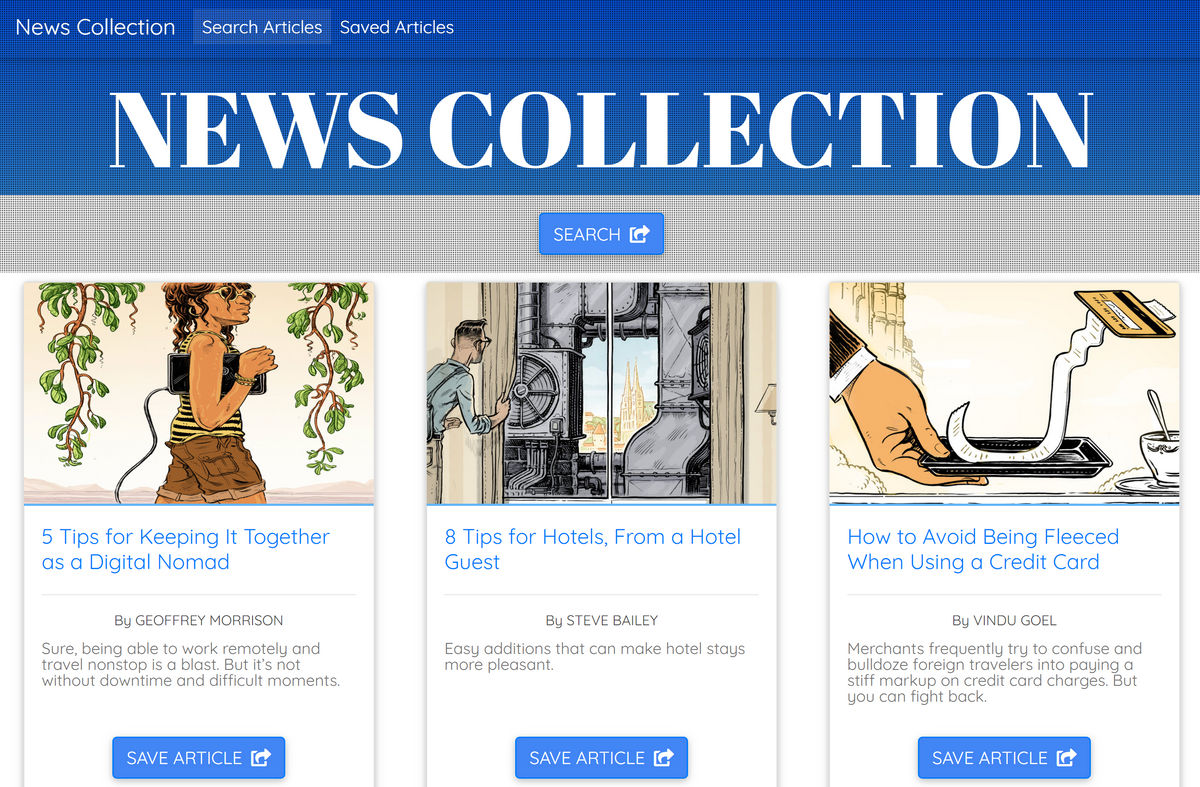 News Collection Search Articles Saved Articles
NEWS COLLECTION
SEARCH
5 Tips for Keeping It Together
as a Digital Nomad
By GEOFFREY MORRISON
Sure, being able to work remotely and
travel nonstop is a blast. But it’s not
without downtime and difficult moments.
SAVE ARTICLE
8 Tips for Hotels, From a Hotel
Guest
By STEVE BAILEY
Easy additions that can make hotel stays
more pleasant.
SAVE ARTICLE
How to Avoid Being Fleeced
When Using a Credit Card
By VINDU GOEL
Merchants frequently try to confuse and
bulldoze foreign travelers into paying a
stiff markup on credit card charges. But
you can fight back.
SAVE ARTICLE